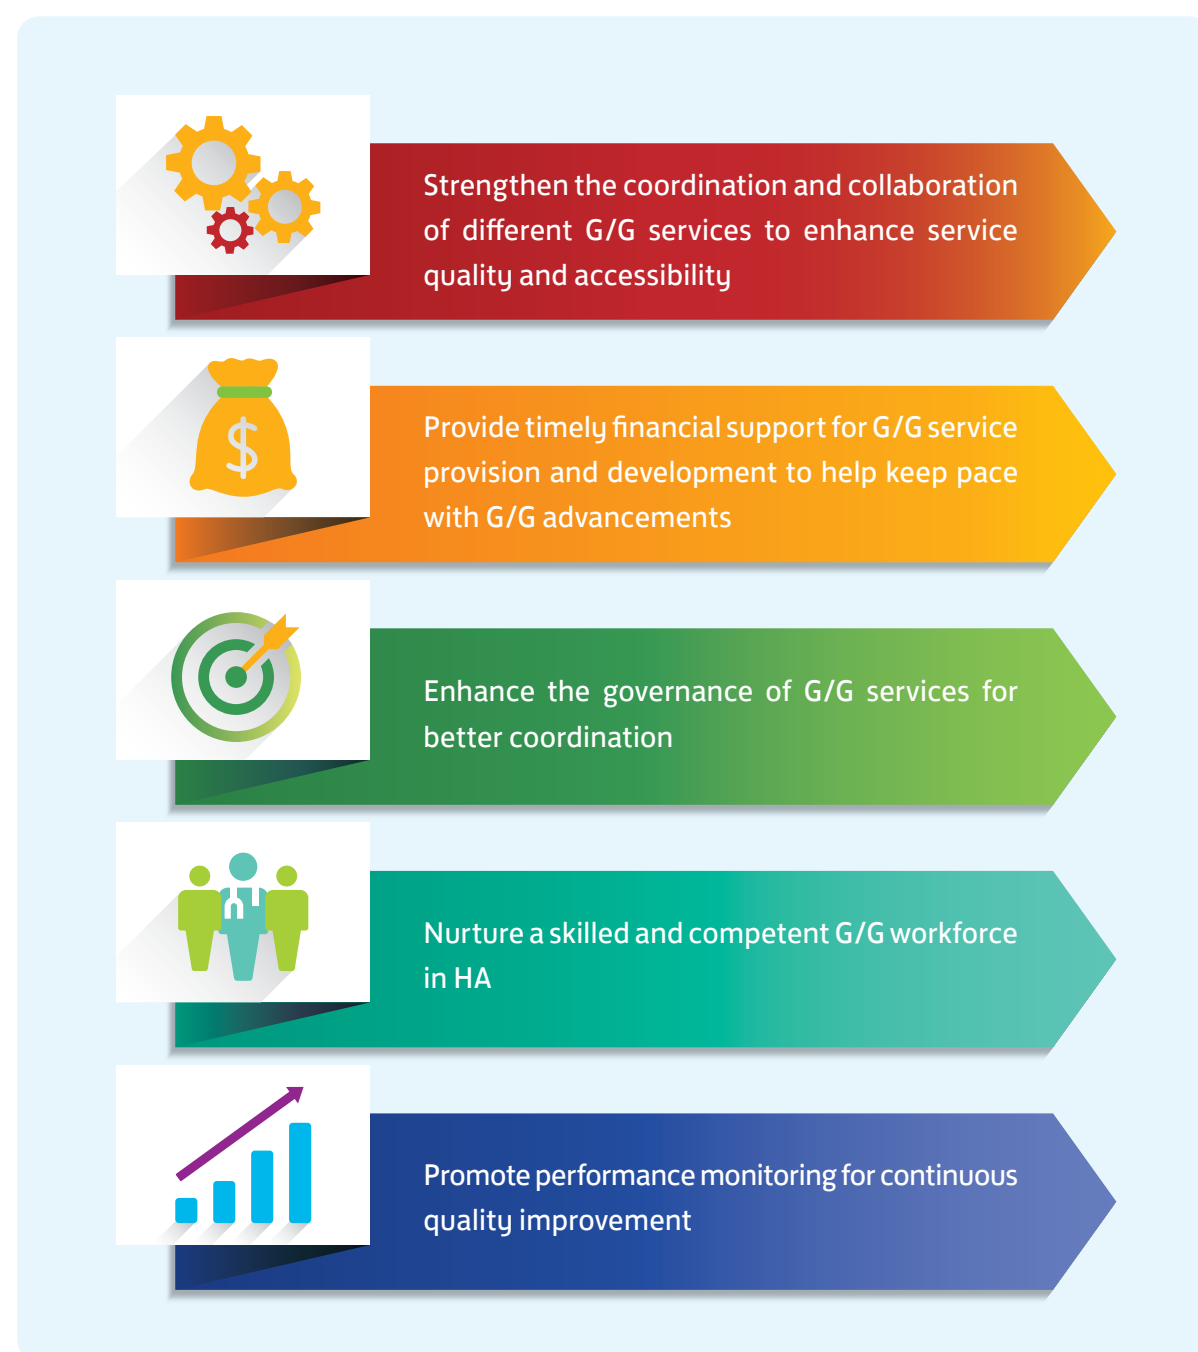 Strengthen the coordination and collaboration
of different G/G services to enhance service
quality and accessibility
$
Provide timely financial support for G/G service
provision and development to help keep pace
with G/G advancements
Enhance the governance of G/G services for
better coordination
Nurture a skilled and competent G/G workforce
in HA
Promote performance monitoring for continuous
quality improvement